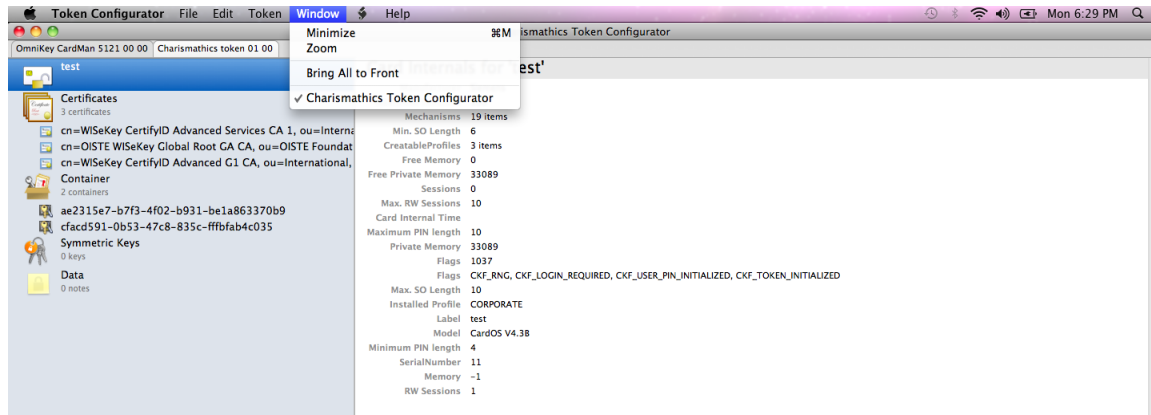 Token Configurator File Edit Token Window Help Mon 6:29 PM
ismathics Token Configurator
Minimize ⌘M
Zoom
Bring All to Front
✓ Charismathics Token Configurator
OmniKey CardMan 5121 00 00 Charismathics token 01 00
test
Certificates
3 certificates
cn=WISeKey CertifyID Advanced Services CA 1, ou=Interna
cn=OISTE WISeKey Global Root GA CA, ou=OISTE Foundat
cn=WISeKey CertifyID Advanced G1 CA, ou=International,
Container
2 containers
ae2315e7-b7f3-4f02-b931-be1a863370b9
cfacd591-0b53-47c8-835c-fffbfab4c035
Symmetric Keys
0 keys
Data
0 notes
est'
Mechanisms 19 items
Min. SO Length 6
CreatableProfiles 3 items
Free Memory 0
Free Private Memory 33089
Sessions 0
Max. RW Sessions 10
Card Internal Time
Maximum PIN length 10
Private Memory 33089
Flags 1037
Flags CKF_RNG, CKF_LOGIN_REQUIRED, CKF_USER_PIN_INITIALIZED, CKF_TOKEN_INITIALIZED
Max. SO Length 10
Installed Profile CORPORATE
Label test
Model CardOS V4.3B
Minimum PIN length 4
SerialNumber 11
Memory -1
RW Sessions 1